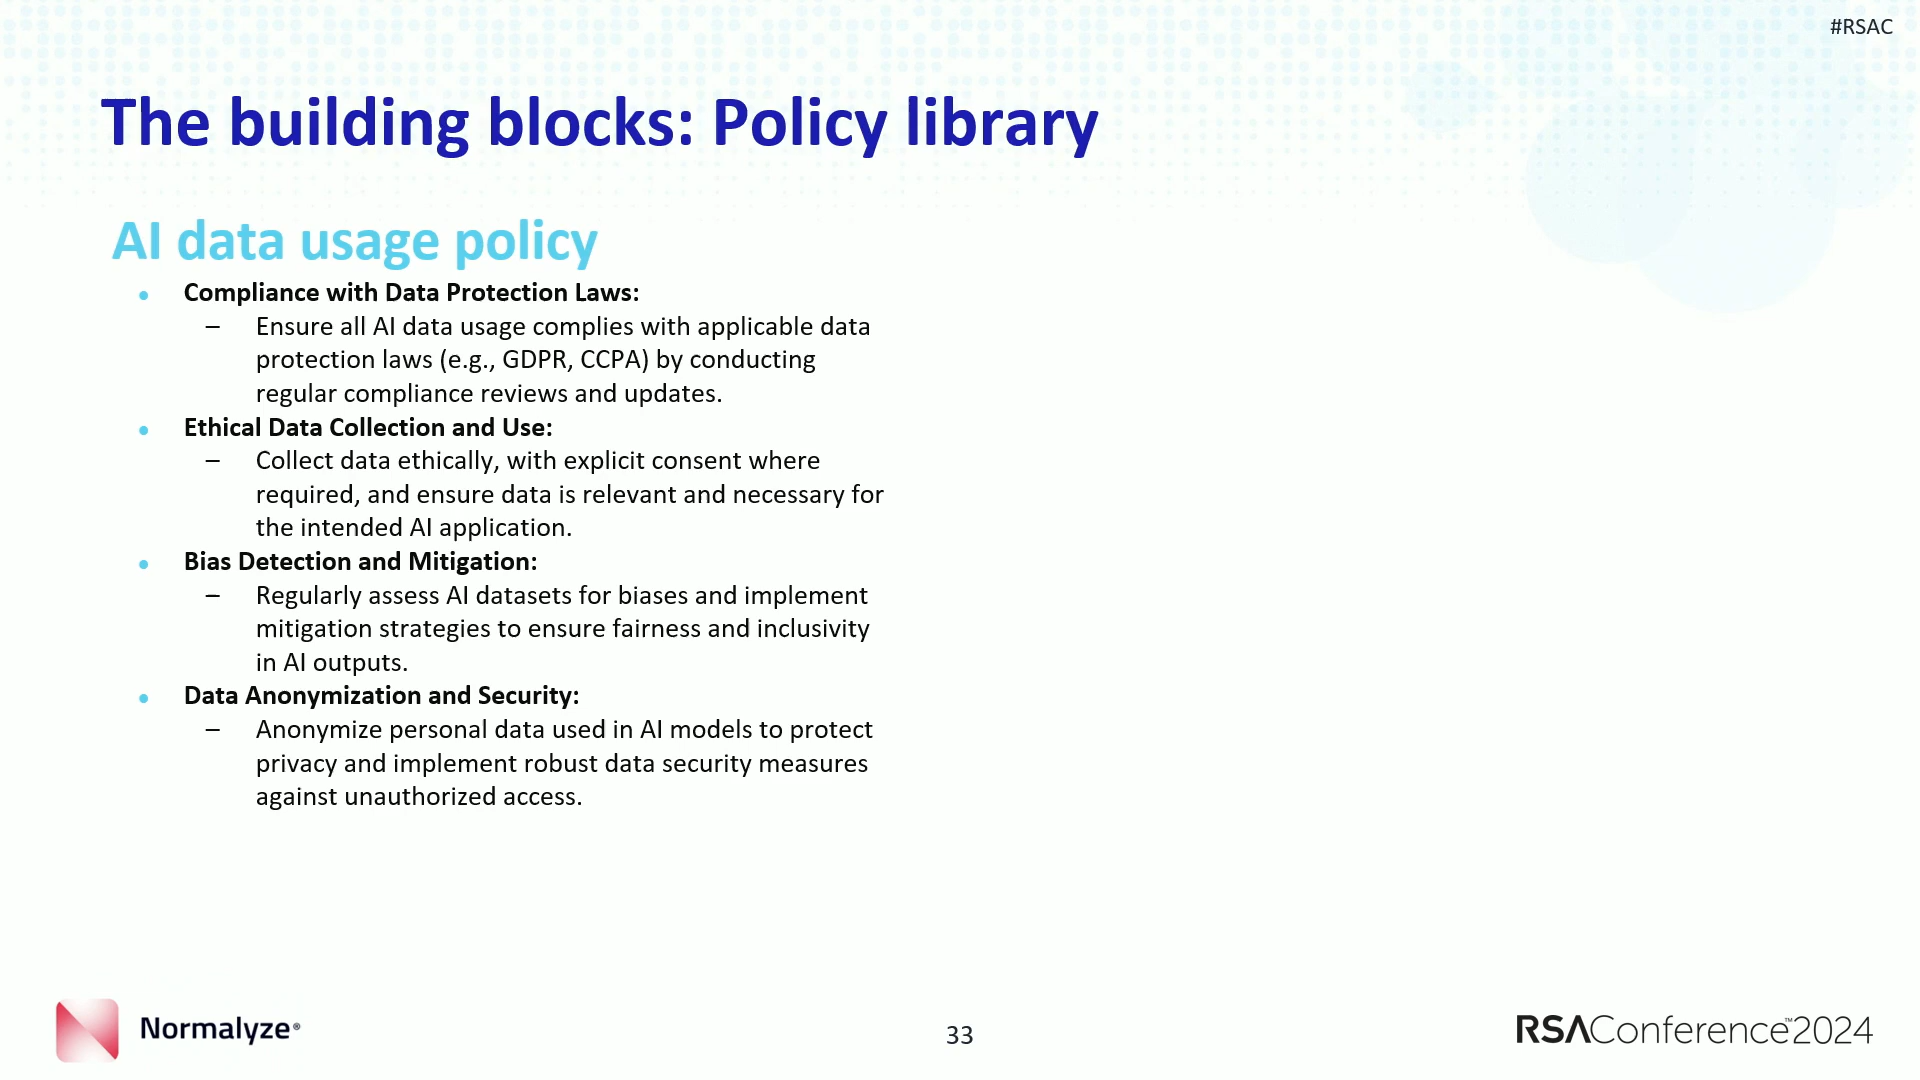 #RSAC
The building blocks: Policy library
AI data usage policy
• Compliance with Data Protection Laws:
– Ensure all AI data usage complies with applicable data
protection laws (e.g., GDPR, CCPA) by conducting
regular compliance reviews and updates.
• Ethical Data Collection and Use:
– Collect data ethically, with explicit consent where
required, and ensure data is relevant and necessary for
the intended AI application.
• Bias Detection and Mitigation:
– Regularly assess AI datasets for biases and implement
mitigation strategies to ensure fairness and inclusivity
in AI outputs.
• Data Anonymization and Security:
– Anonymize personal data used in AI models to protect
privacy and implement robust data security measures
against unauthorized access.
Normalyze®
33
RSAConference™2024